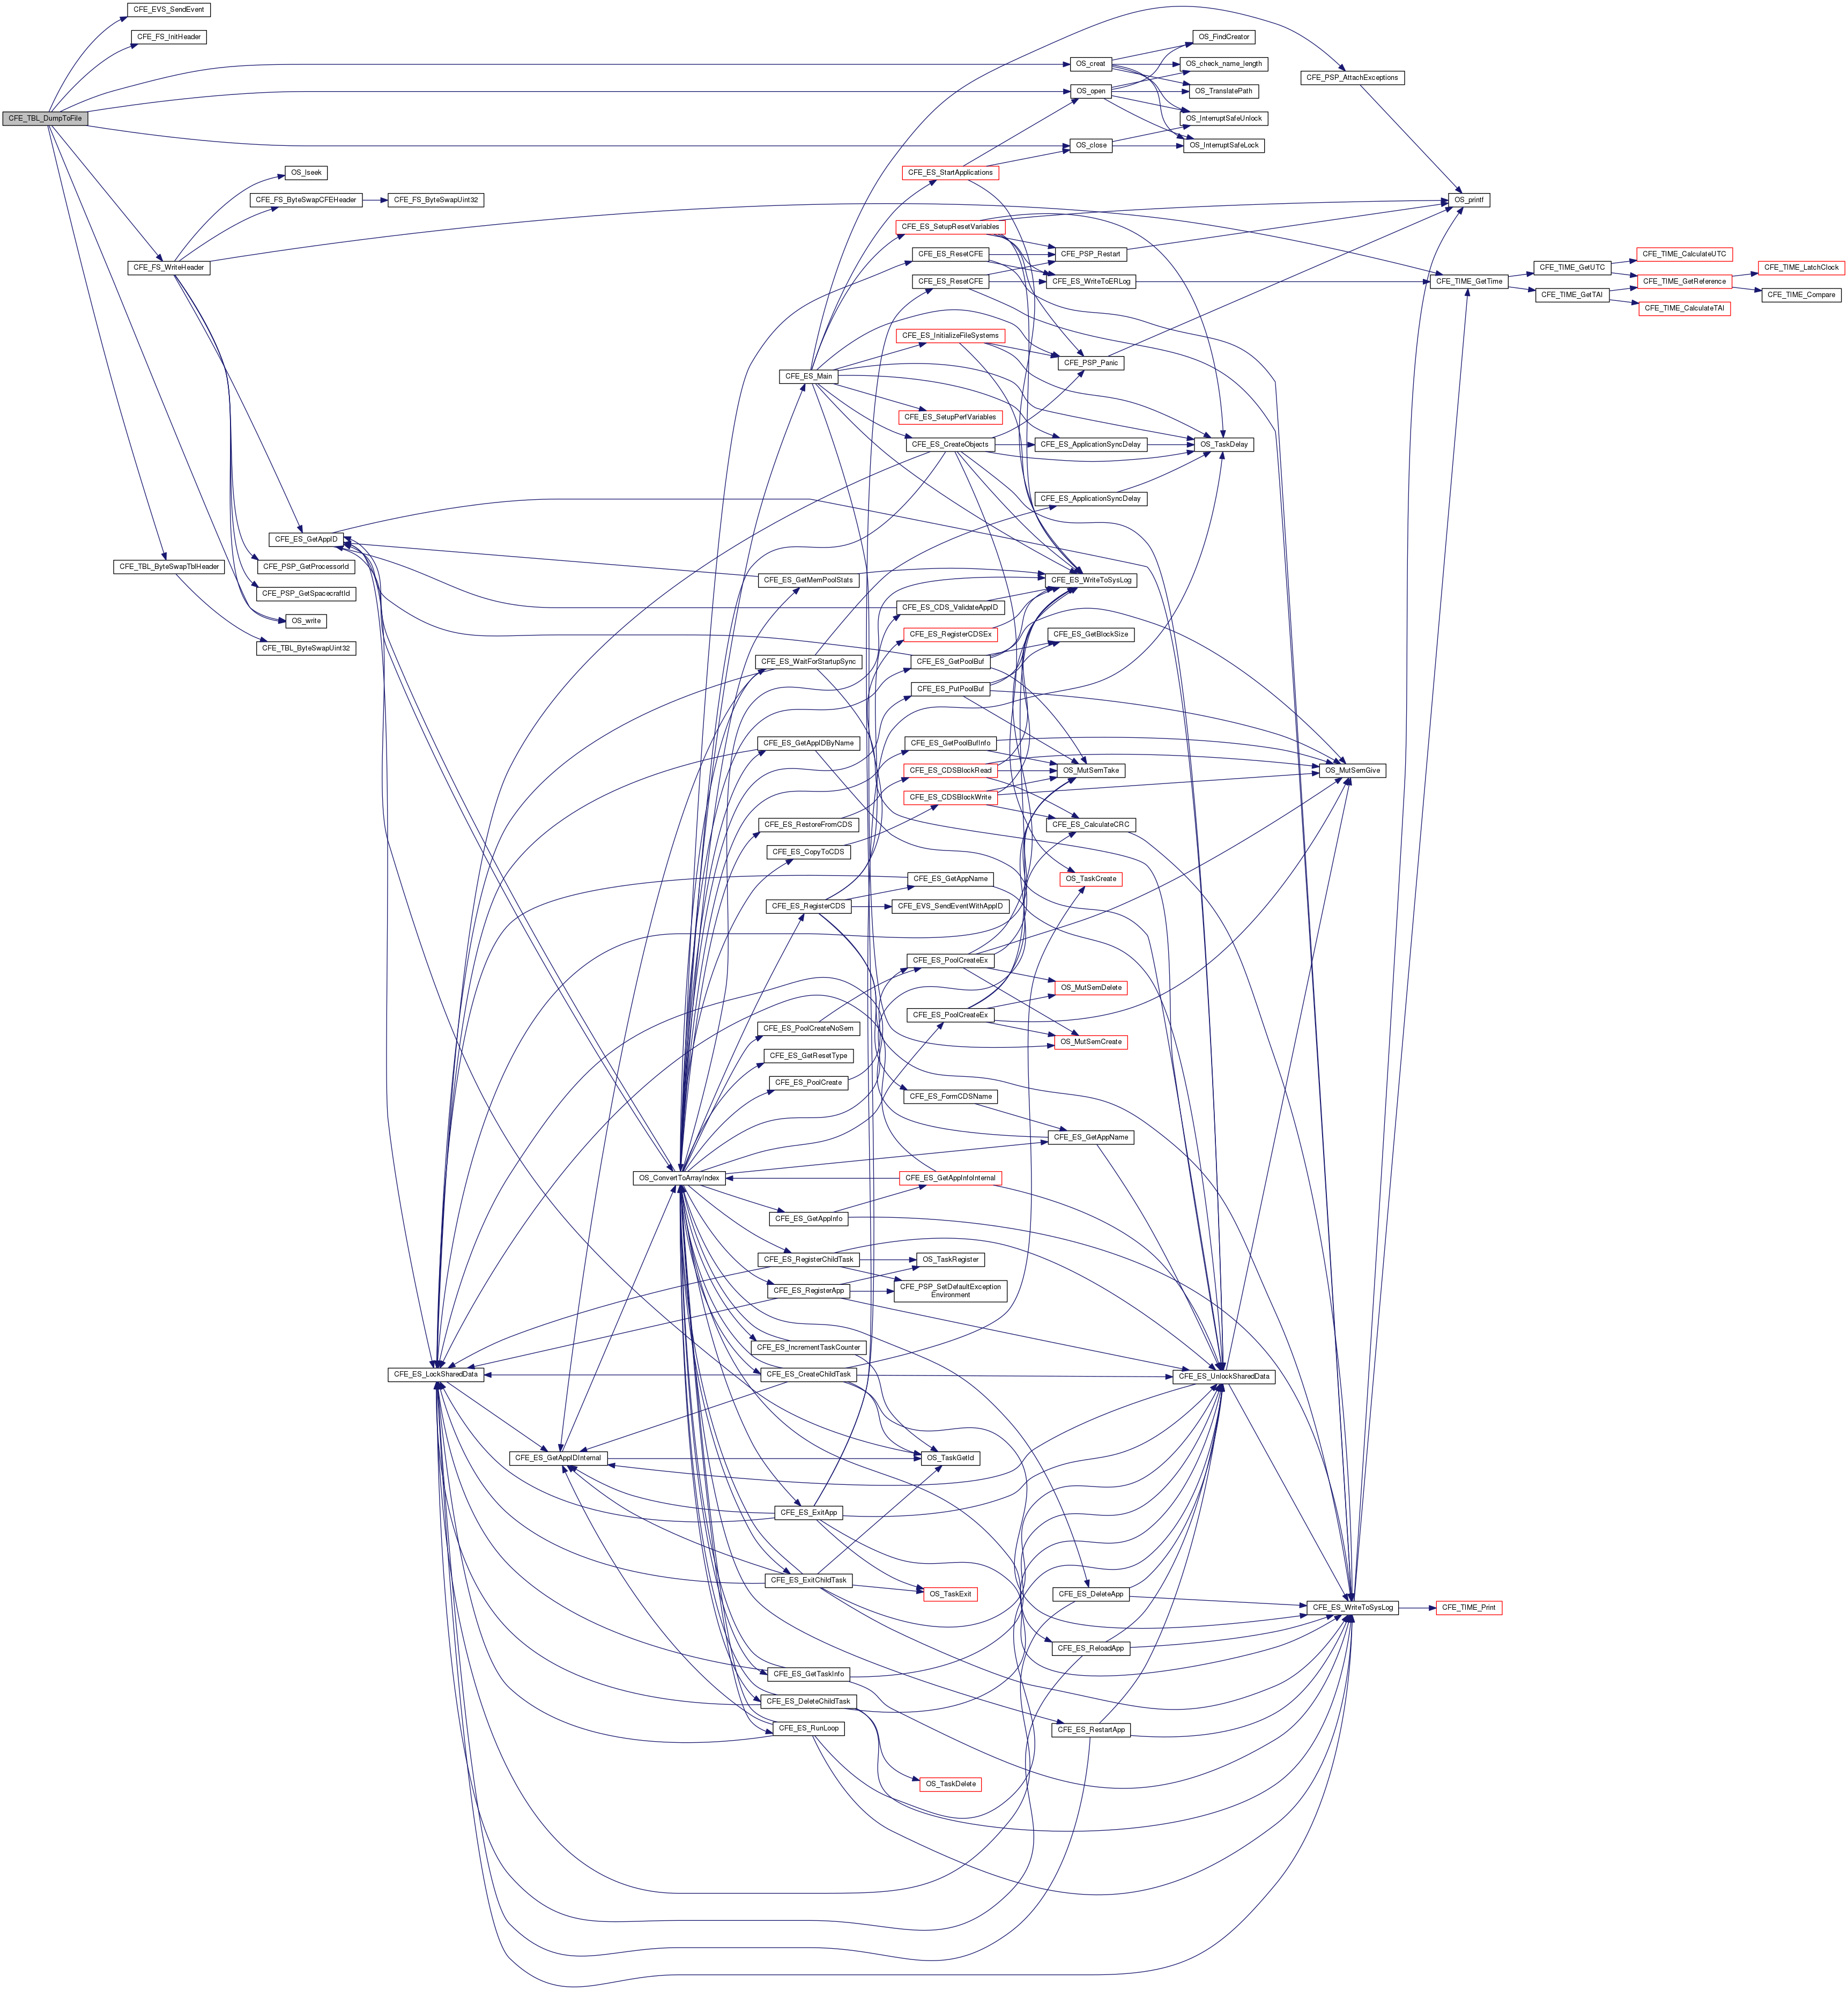 CFE_TBL_DumpToFile
CFE_EVS_SendEvent
CFE_FS_InitHeader
CFE_FS_WriteHeader
CFE_TBL_ByteSwapTblHeader
OS_lseek
CFE_FS_ByteSwapCFEHeader
CFE_FS_ByteSwapUint32
CFE_ES_GetAppID
CFE_PSP_GetProcessorId
CFE_PSP_GetSpacecraftId
OS_write
CFE_TBL_ByteSwapUint32
CFE_ES_LockSharedData
CFE_ES_GetAppIDInternal
OS_ConvertToArrayIndex
CFE_ES_Main
CFE_ES_GetMemPoolStats
CFE_ES_WaitForStartupSync
CFE_ES_GetAppIDByName
CFE_ES_RestoreFromCDS
CFE_ES_CopyToCDS
CFE_ES_RegisterCDS
CFE_ES_PoolCreateNoSem
CFE_ES_GetResetType
CFE_ES_PoolCreate
CFE_ES_GetAppInfo
CFE_ES_RegisterChildTask
CFE_ES_RegisterApp
CFE_ES_IncrementTaskCounter
CFE_ES_CreateChildTask
CFE_ES_ExitApp
CFE_ES_ExitChildTask
CFE_ES_GetTaskInfo
CFE_ES_DeleteChildTask
CFE_ES_RunLoop
CFE_ES_StartApplications
CFE_ES_SetupResetVariables
CFE_ES_ResetCFE
CFE_ES_ResetCFE
CFE_ES_InitializeFileSystems
CFE_ES_SetupPerfVariables
CFE_ES_CreateObjects
CFE_ES_CDS_ValidateAppID
CFE_ES_RegisterCDSEx
CFE_ES_GetPoolBuf
CFE_ES_PutPoolBuf
CFE_ES_GetPoolBufInfo
CFE_ES_CDSBlockRead
CFE_ES_CDSBlockWrite
CFE_ES_GetAppName
CFE_EVS_SendEventWithAppID
CFE_ES_PoolCreateEx
CFE_ES_PoolCreateEx
CFE_ES_FormCDSName
CFE_ES_GetAppInfoInternal
OS_TaskRegister
CFE_PSP_SetDefaultException
Environment
OS_TaskGetId
OS_TaskExit
OS_TaskDelete
OS_creat
OS_open
OS_close
CFE_PSP_Restart
CFE_ES_WriteToERLog
CFE_PSP_Panic
CFE_ES_ApplicationSyncDelay
CFE_ES_ApplicationSyncDelay
CFE_ES_WriteToSysLog
CFE_ES_GetBlockSize
OS_MutSemTake
CFE_ES_CalculateCRC
OS_TaskCreate
OS_MutSemDelete
OS_MutSemCreate
CFE_ES_GetAppName
CFE_ES_DeleteApp
CFE_ES_ReloadApp
CFE_ES_RestartApp
OS_FindCreator
OS_check_name_length
OS_TranslatePath
OS_InterruptSafeUnlock
OS_InterruptSafeLock
OS_TaskDelay
CFE_ES_UnlockSharedData
CFE_PSP_AttachExceptions
OS_MutSemGive
CFE_ES_WriteToSysLog
OS_printf
CFE_TIME_GetTime
CFE_TIME_Print
CFE_TIME_GetUTC
CFE_TIME_GetTAI
CFE_TIME_CalculateUTC
CFE_TIME_GetReference
CFE_TIME_CalculateTAI
CFE_TIME_LatchClock
CFE_TIME_Compare